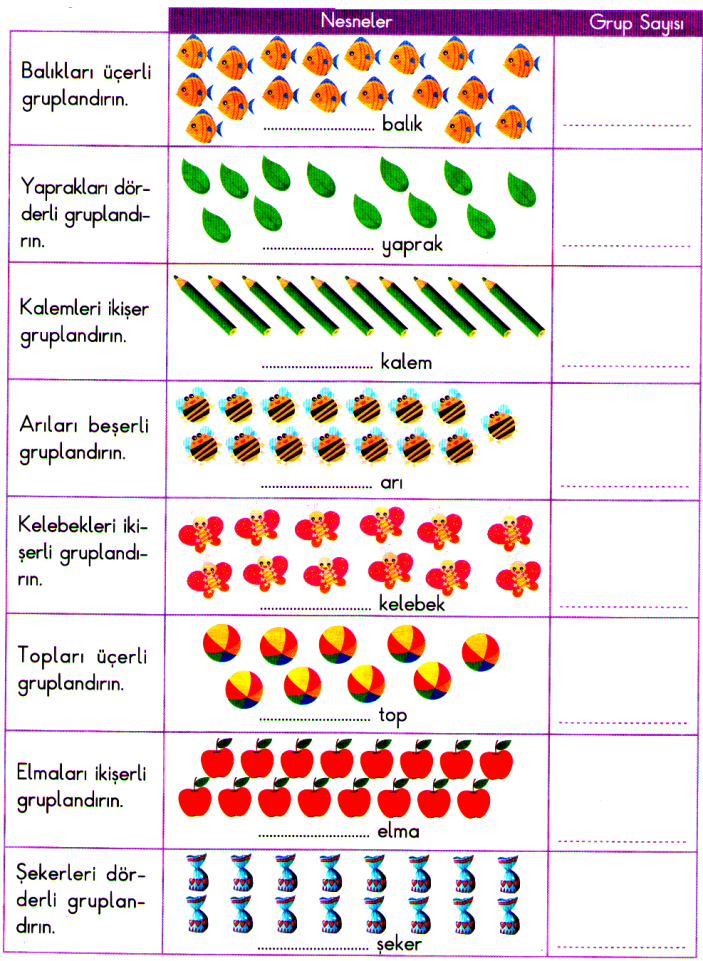 Nesneler Grup Sayısı
Balıkları üçerli
gruplandırın.
........................... balık
...........................
Yaprakları dör-
derli gruplandı-
rın.
........................... yaprak
...........................
Kalemleri ikişer
gruplandırın.
........................... kalem
...........................
Arıları beşerli
gruplandırın.
........................... arı
...........................
Kelebekleri iki-
şerli gruplandı-
rın.
........................... kelebek
...........................
Topları üçerli
gruplandırın.
........................... top
...........................
Elmaları ikişerli
gruplandırın.
........................... elma
...........................
Şekerleri dör-
derli gruplan-
dırın.
........................... şeker
...........................